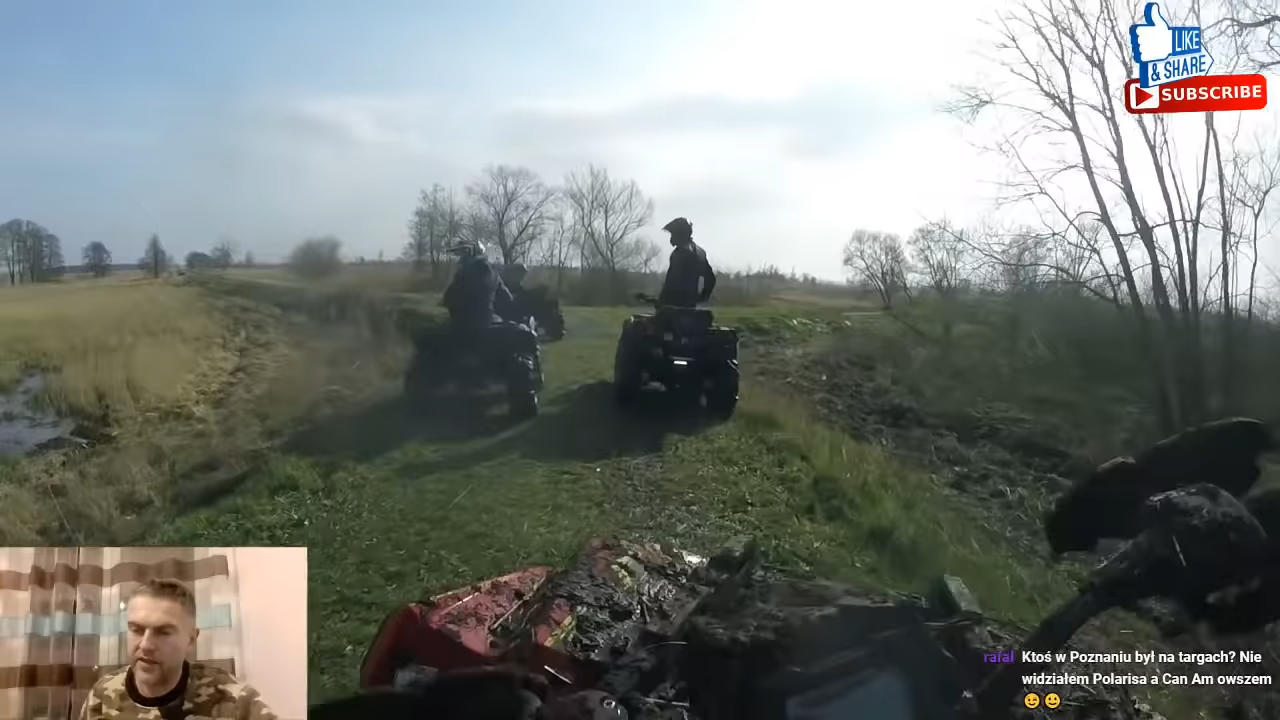 LIKE
& SHARE
SUBSCRIBE
rafal Ktoś w Poznaniu był na targach? Nie
widziałem Polarisa a Can Am owszem